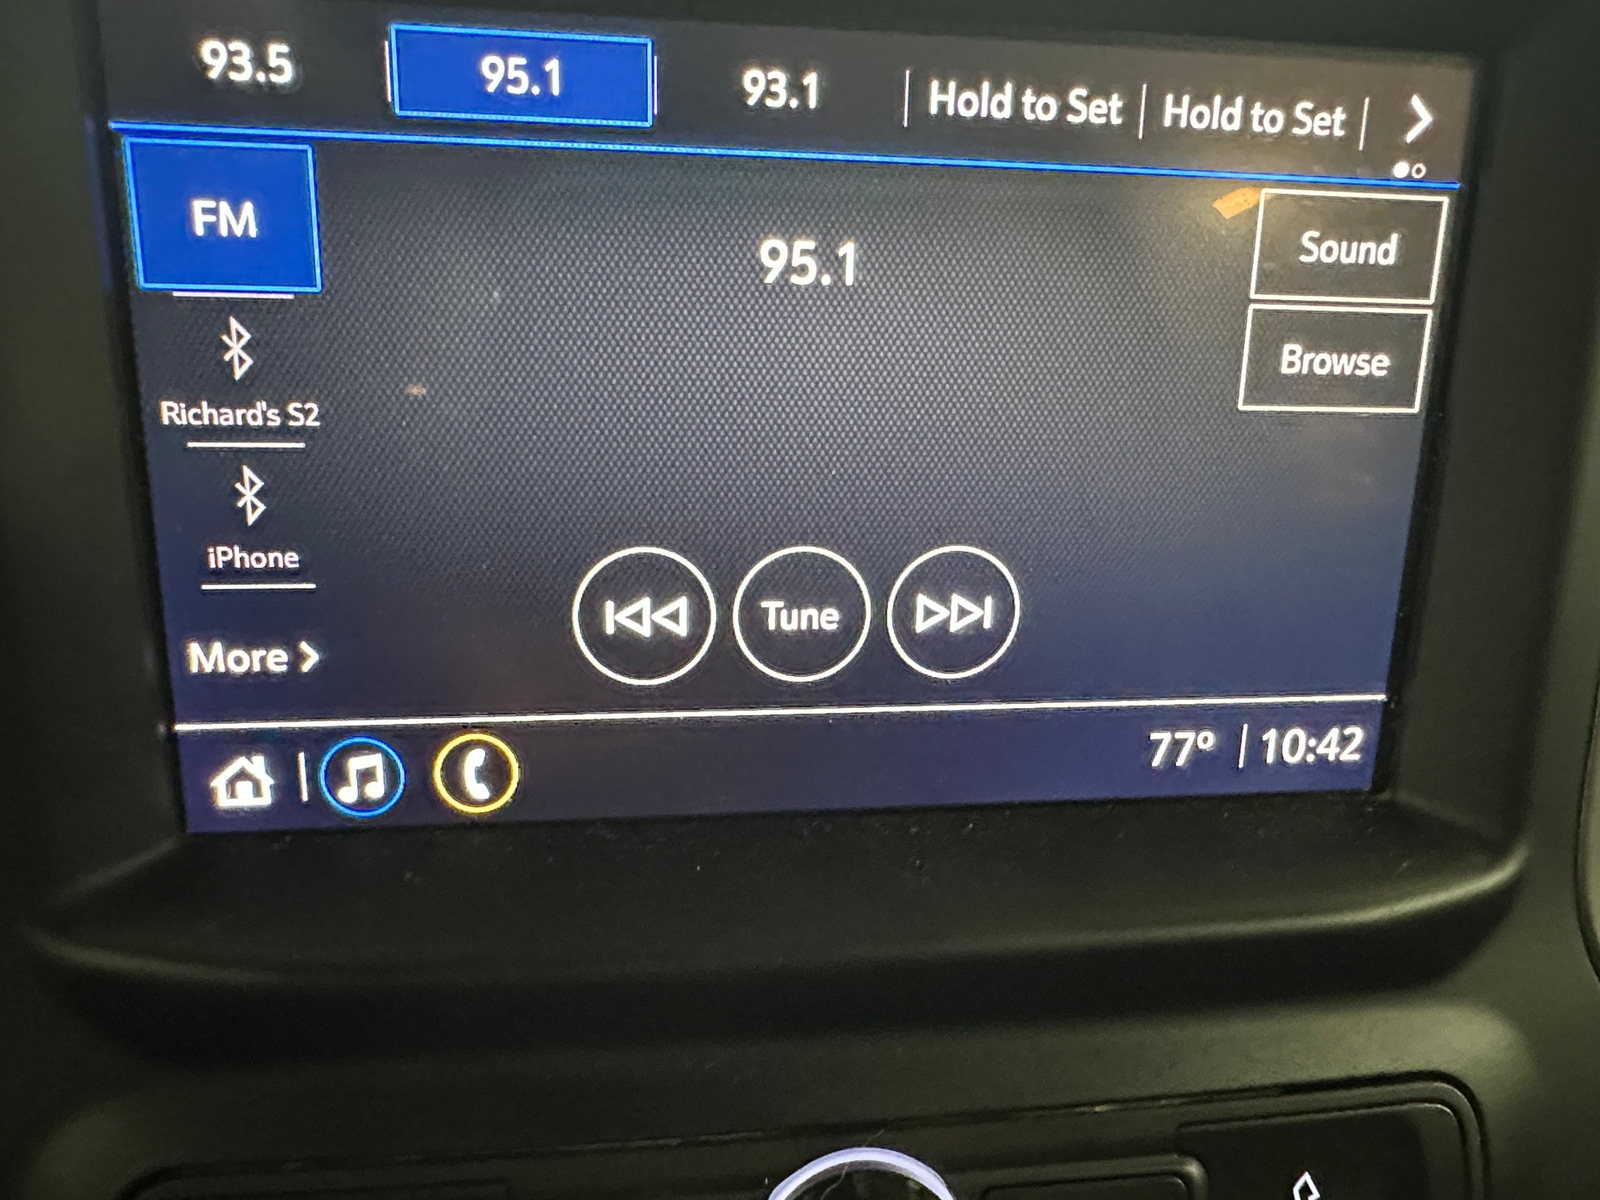 93.5
95.1
93.1
Hold to Set
Hold to Set
FM
95.1
Sound
Browse
Richard's S2
iPhone
Tune
More
77º
10:42